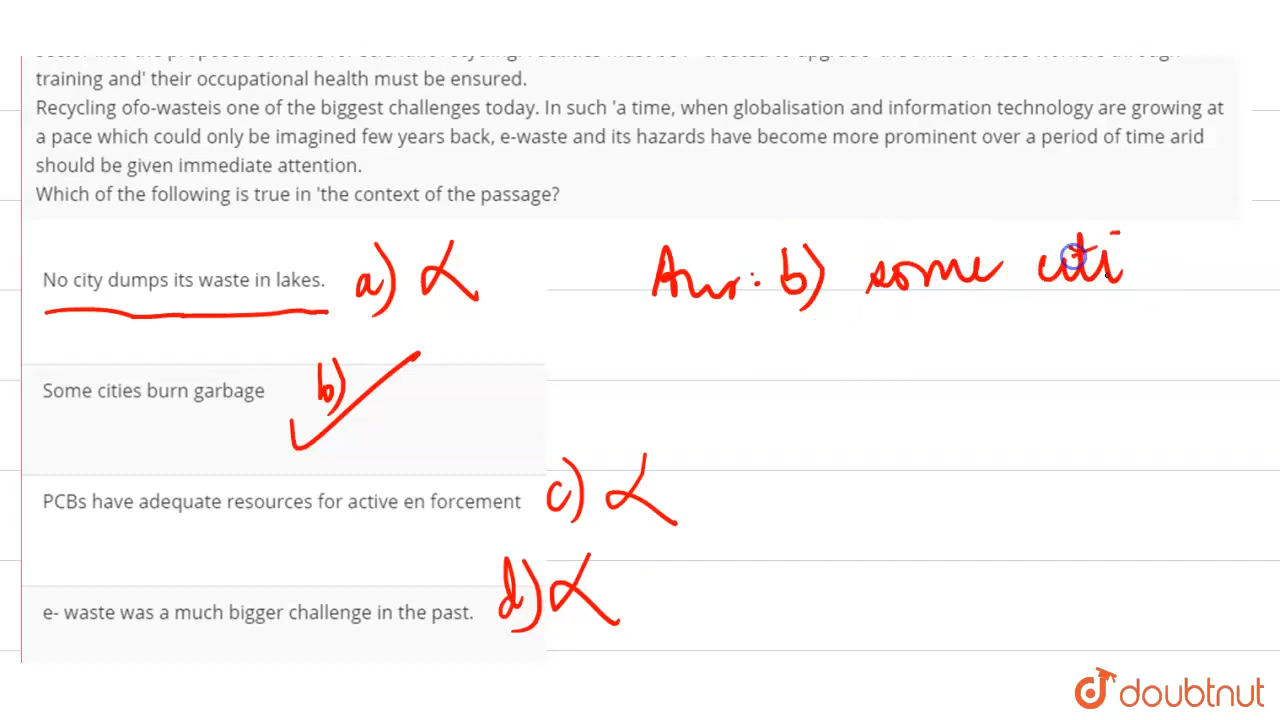 training and' their occupational health must be ensured.
Recycling ofo-wasteis one of the biggest challenges today. In such 'a time, when globalisation and information technology are growing at
a pace which could only be imagined few years back, e-waste and its hazards have become more prominent over a period of time arid
should be given immediate attention.
Which of the following is true in 'the context of the passage?
No city dumps its waste in lakes. a)
Ans: b) some citi
Some cities burn garbage b)
PCBs have adequate resources for active en forcement c)
e- waste was a much bigger challenge in the past. d)
doubtnut